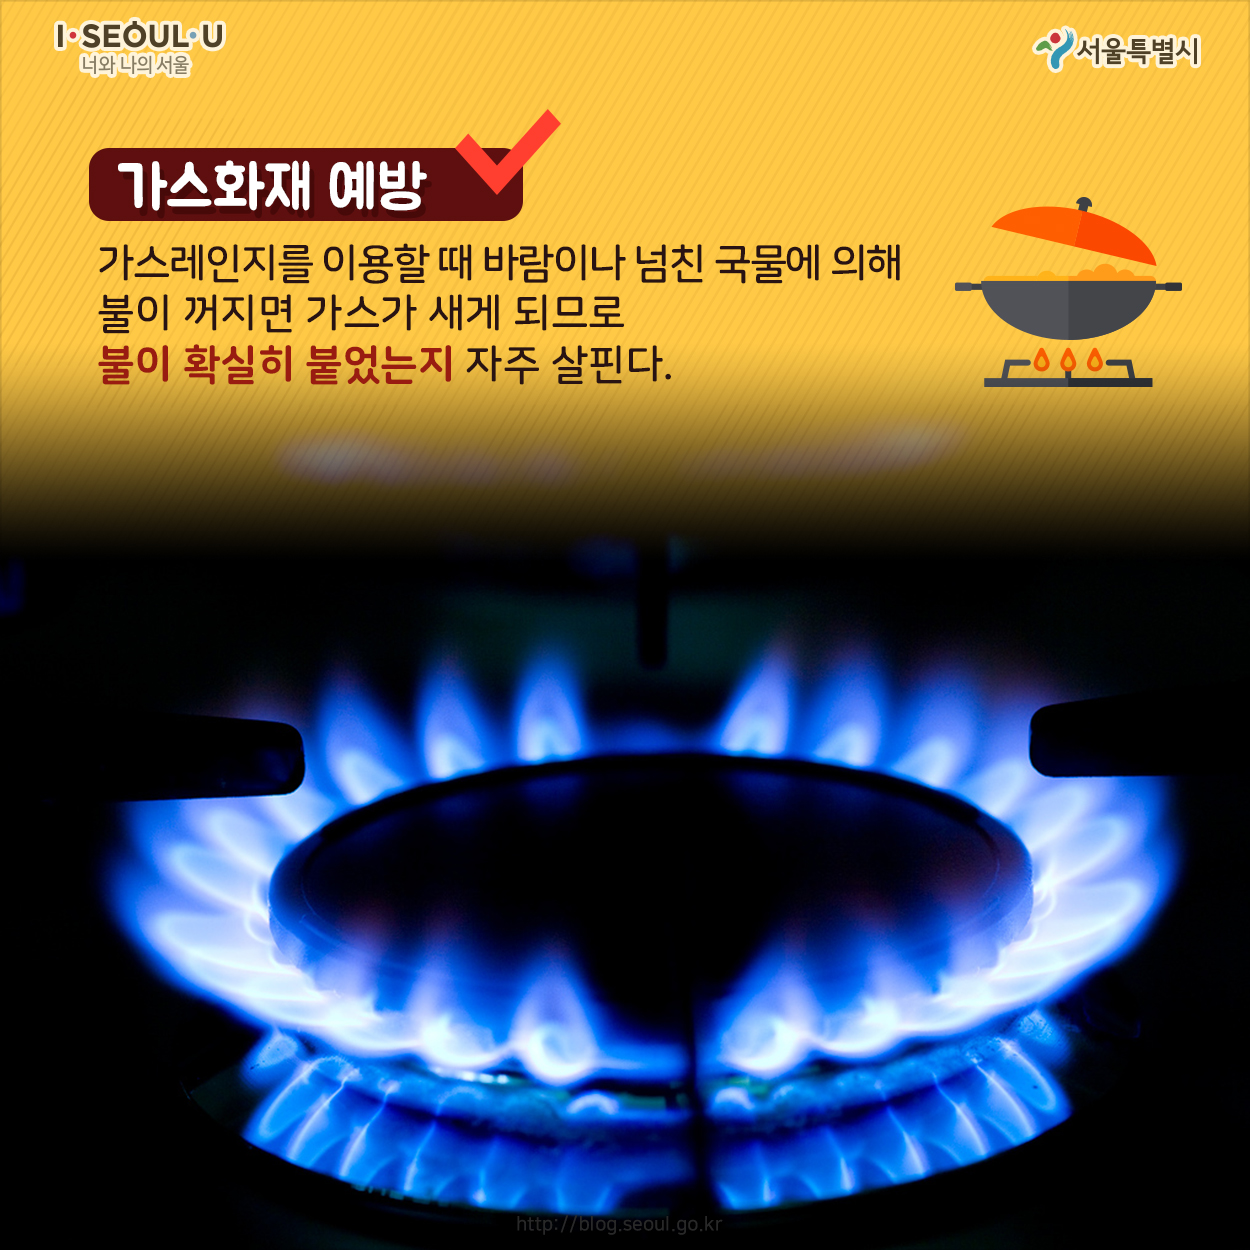 I·SEOUL·U
너와 나의 서울
서울특별시
가스화재 예방
가스레인지를 이용할 때 바람이나 넘친 국물에 의해
불이 꺼지면 가스가 새게 되므로
불이 확실히 붙었는지 자주 살핀다.
http://blog.seoul.go.kr